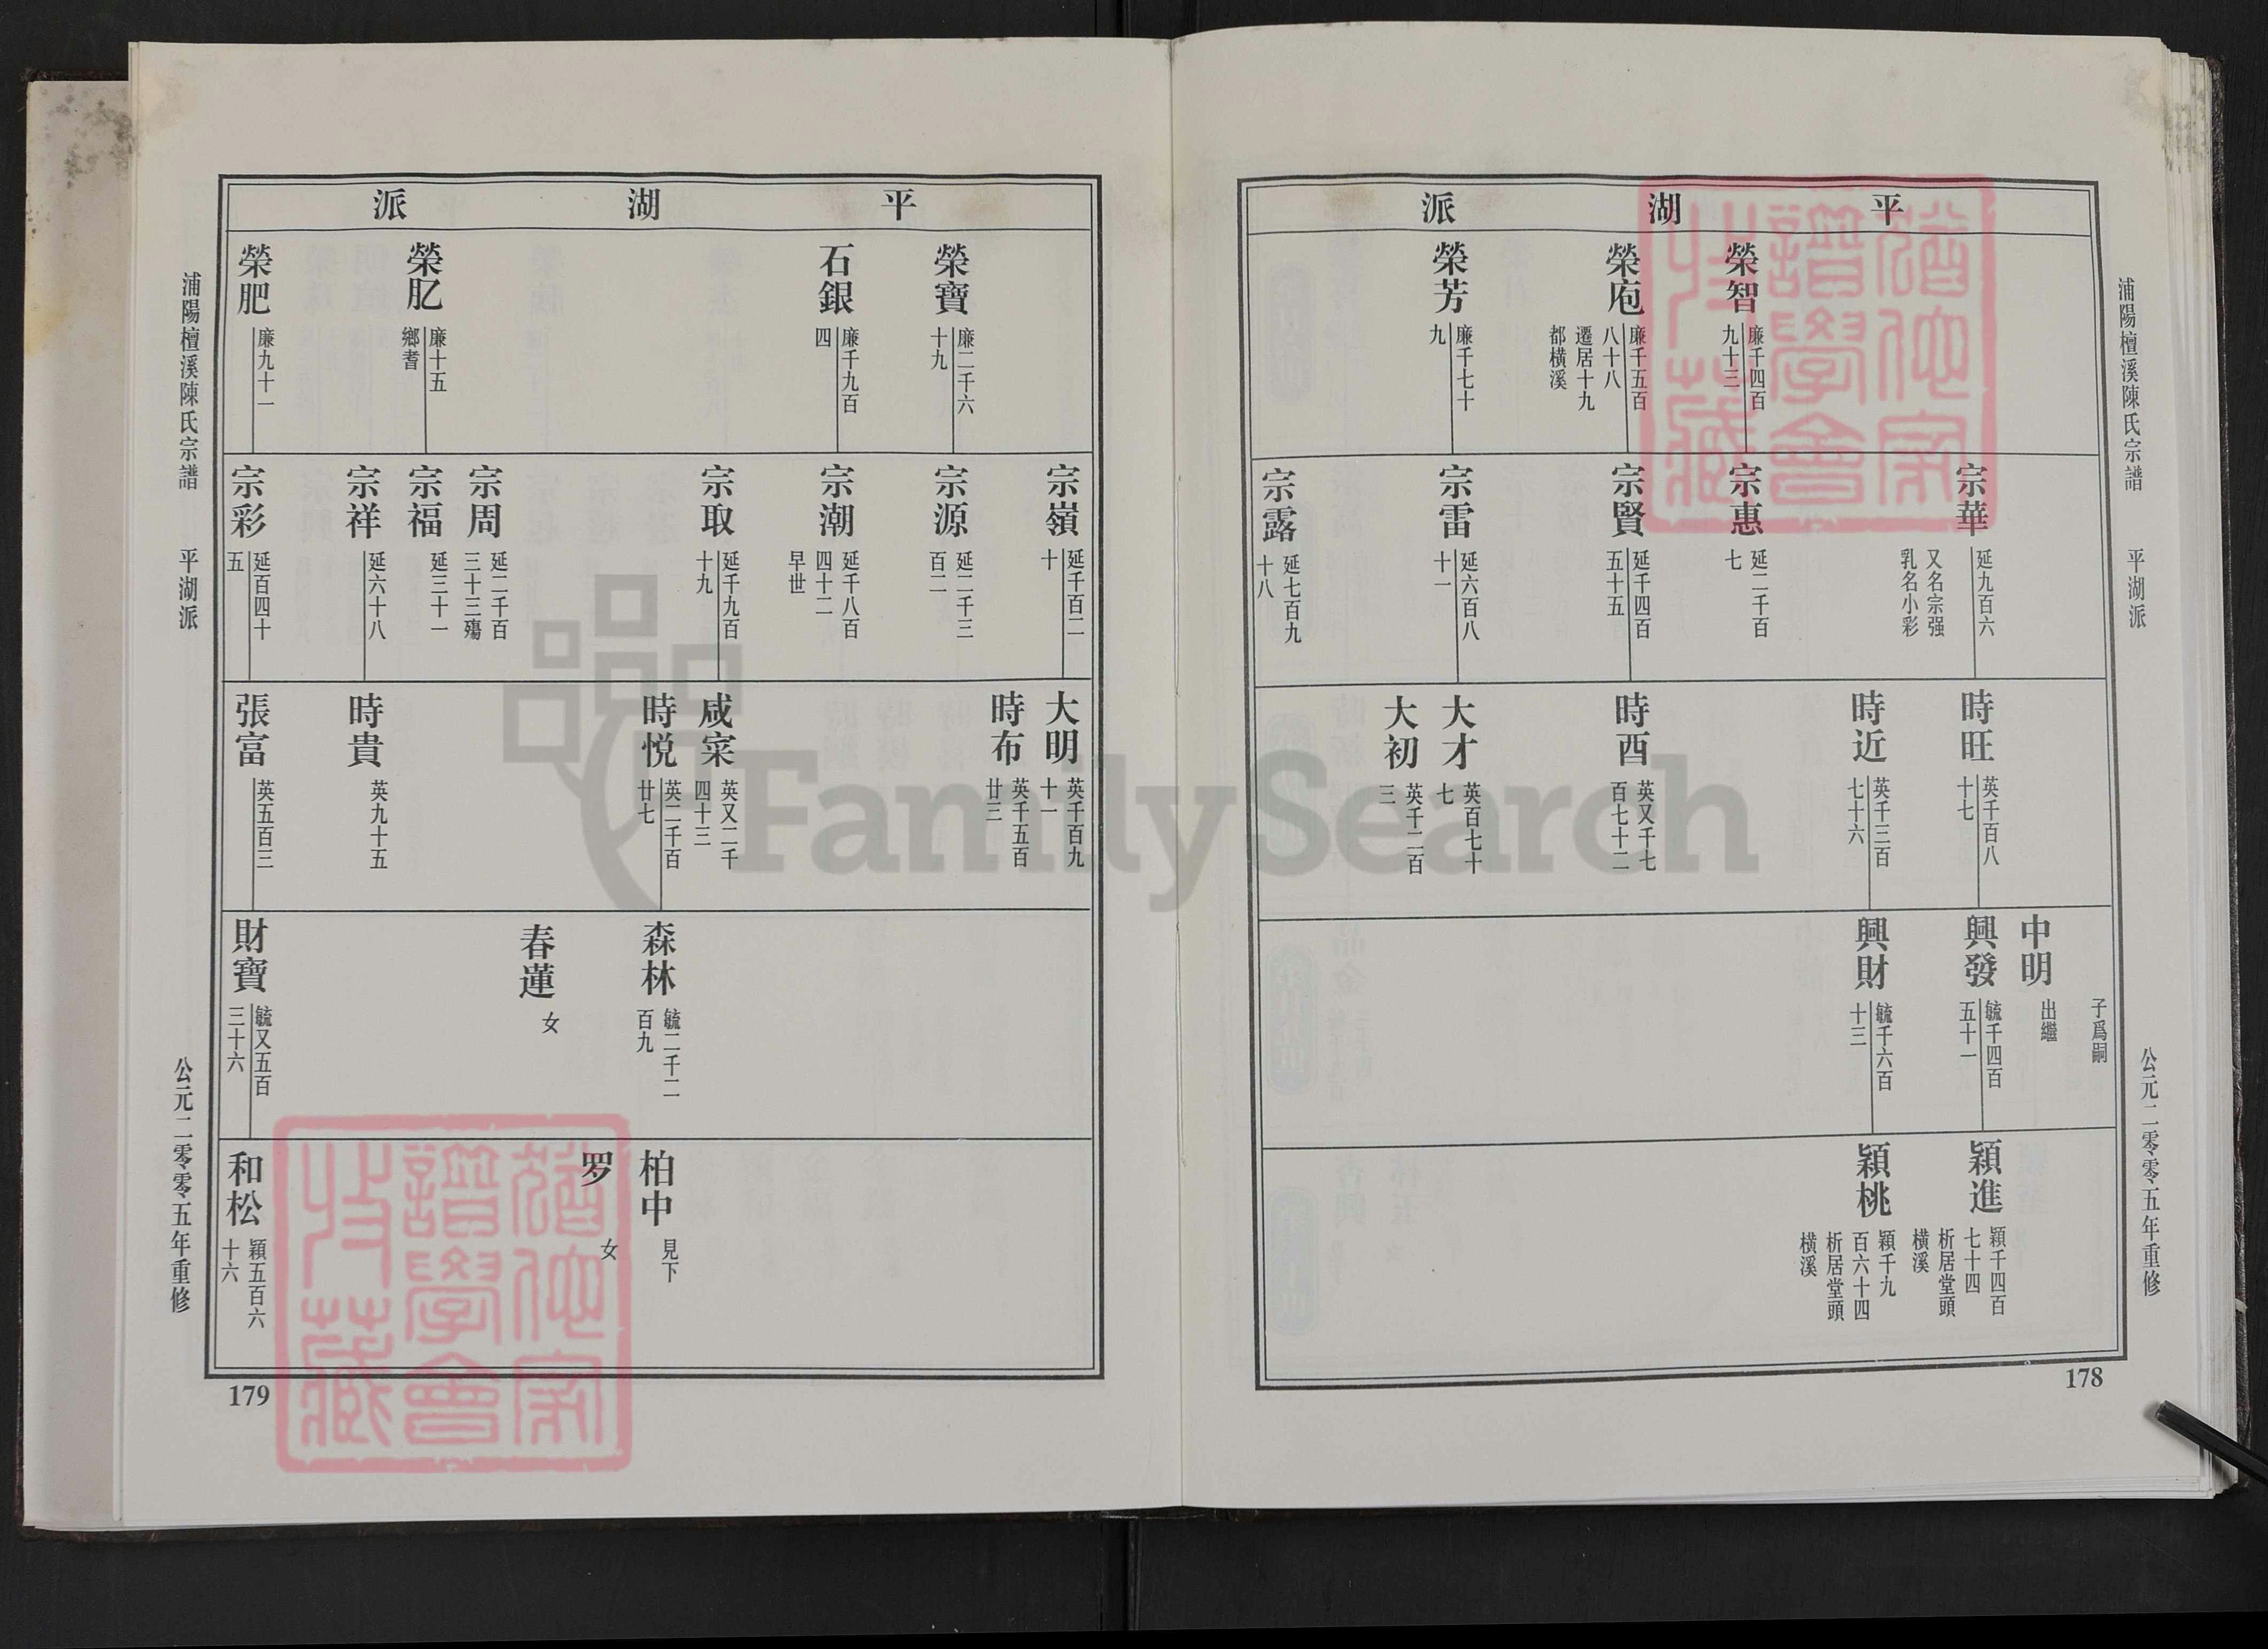 浦陽檀溪陳氏宗譜 平湖派 公元二零零五年重修
平湖派
榮智 廉千四百九十三
榮庖 廉千五百八十八 遷居十九都橫溪
榮芳 廉千七十九
宗華 延九百六 又名宗强 乳名小彩
宗惠 延二千百七
宗賢 延千四百五十五
宗雷 延六百八十一
宗露 延七百九十八
時旺 英千百八十七
時近 英千三百七十六
時西 英又千七百七十二
大才 英百七十七
大初 英千二百三
子爲嗣
中明 出繼
興發 毓千四百五十一
興財 毓千六百十三
穎進 穎千四百七十四 析居堂頭橫溪
穎桃 穎千九百六十四 析居堂頭橫溪
178
平湖派
榮寶 廉二千六十九
石銀 廉千九百四
榮肊 廉十五 鄉耆
榮肥 廉九十一
宗嶺 延千百二十
宗源 延二千三百二
宗潮 延千八百四十二 早世
宗取 延千九百十九
宗周 延二千百三十三殤
宗福 延三十一
宗祥 延六十八
宗彩 延百四十五
大明 英千百九十一
時布 英千五百廿三
咸寀 英又二千四十三
時悦 英二千百廿七
時貴 英九十五
張富 英五百三
森林 毓二千二百九
春蓮 女
財寶 毓又五百三十六
柏中 見下
罗 女
和松 穎五百六十六
浦陽檀溪陳氏宗譜 平湖派 公元二零零五年重修
179
FamilySearch